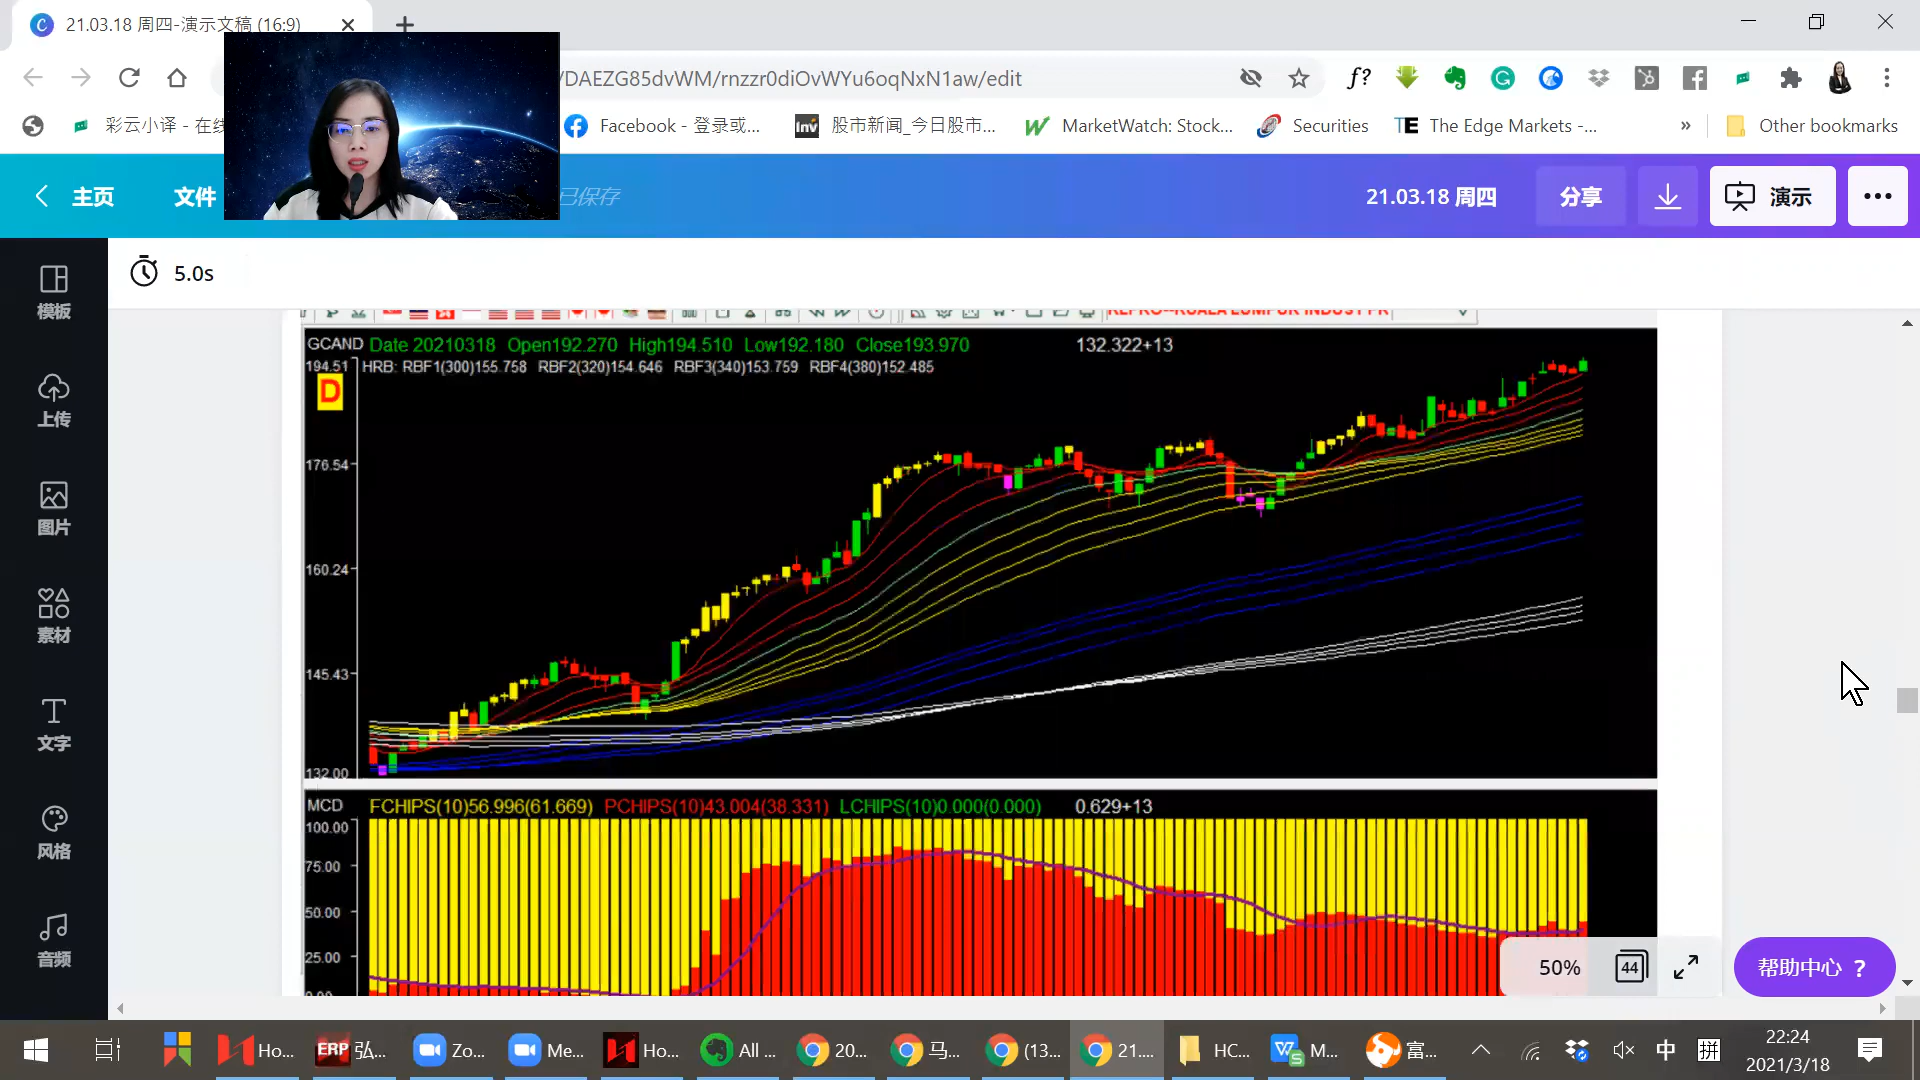 21.03.18 周四-演示文稿 (16:9)
/DAEZG85dvWM/rnzzr0diOvWYu6oqNxN1aw/edit
彩云小译 - 在线
Facebook - 登录或...
股市新闻_今日股市...
MarketWatch: Stock...
Securities
TE The Edge Markets -...
» Other bookmarks
主页
文件
已保存
21.03.18 周四
分享
演示
5.0s
模板
上传
图片
素材
文字
风格
音频
GCAND Date 20210318 Open192.270 High194.510 Low192.180 Close193.970 132.322+13
194.51 HRB: RBF1(300)155.758 RBF2(320)154.646 RBF3(340)153.759 RBF4(380)152.485
D
176.54
160.24
145.43
132.00
MCD FCHIPS(10)56.996(61.669) PCHIPS(10)43.004(38.331) LCHIPS(10)0.000(0.000) 0.629+13
100.00
75.00
50.00
25.00
50%
44
帮助中心 ?
Ho...
ERP 弘...
Zo...
Me...
Ho...
All ...
20...
马...
(13...
21....
HC...
M...
富...
中
拼
22:24
2021/3/18